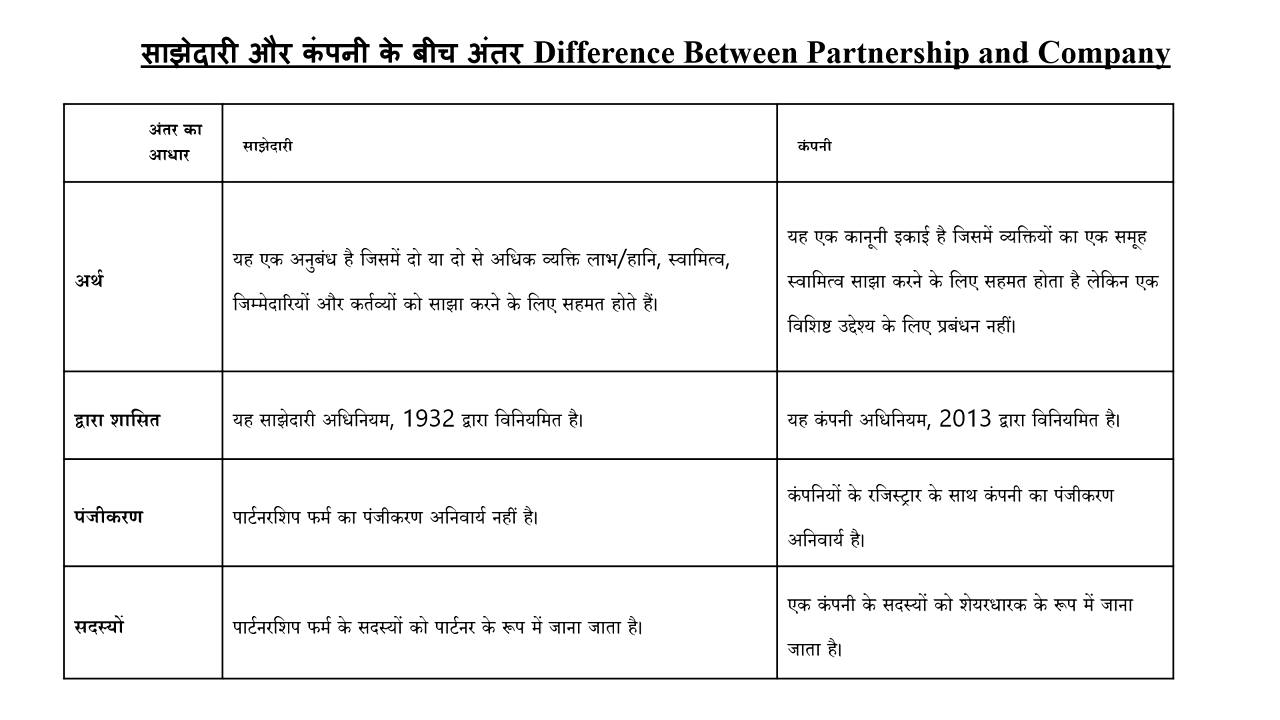 साझेदारी और कंपनी के बीच अंतर Difference Between Partnership and Company
अंतर का
आधार
साझेदारी
कंपनी
अर्थ
यह एक अनुबंध है जिसमें दो या दो से अधिक व्यक्ति लाभ/हानि, स्वामित्व,
जिम्मेदारियों और कर्तव्यों को साझा करने के लिए सहमत होते हैं।
यह एक कानूनी इकाई है जिसमें व्यक्तियों का एक समूह
स्वामित्व साझा करने के लिए सहमत होता है लेकिन एक
विशिष्ट उद्देश्य के लिए प्रबंधन नहीं।
द्वारा शासित
यह साझेदारी अधिनियम, 1932 द्वारा विनियमित है।
यह कंपनी अधिनियम, 2013 द्वारा विनियमित है।
पंजीकरण
पार्टनरशिप फर्म का पंजीकरण अनिवार्य नहीं है।
कंपनियों के रजिस्ट्रार के साथ कंपनी का पंजीकरण
अनिवार्य है।
सदस्यों
पार्टनरशिप फर्म के सदस्यों को पार्टनर के रूप में जाना जाता है।
एक कंपनी के सदस्यों को शेयरधारक के रूप में जाना
जाता है।